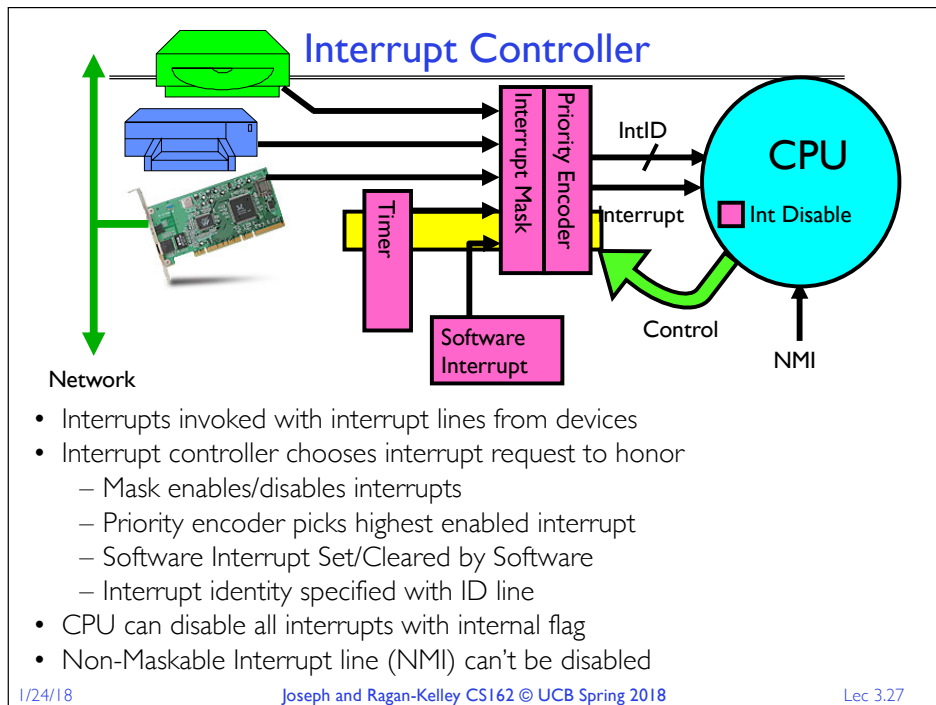 Interrupt Controller
Interrupt Mask
Priority Encoder
IntID
Interrupt
CPU
Int Disable
Timer
Software
Interrupt
Control
NMI
Network
• Interrupts invoked with interrupt lines from devices
• Interrupt controller chooses interrupt request to honor
– Mask enables/disables interrupts
– Priority encoder picks highest enabled interrupt
– Software Interrupt Set/Cleared by Software
– Interrupt identity specified with ID line
• CPU can disable all interrupts with internal flag
• Non-Maskable Interrupt line (NMI) can't be disabled
1/24/18
Joseph and Ragan-Kelley CS162 © UCB Spring 2018
Lec 3.27